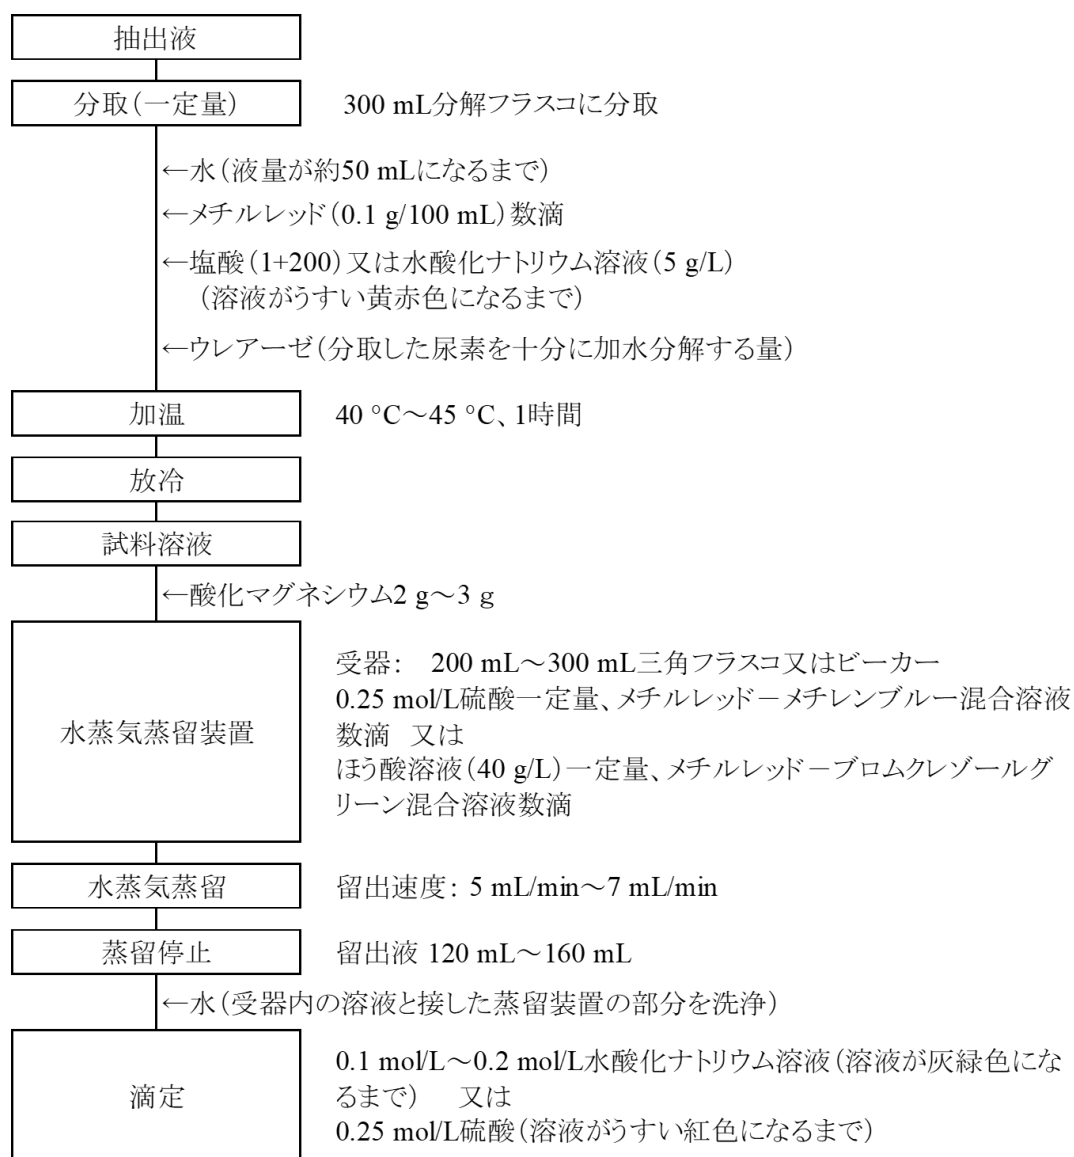 抽出液
分取(一定量) 300 mL分解フラスコに分取
←水(液量が約50 mLになるまで)
←メチルレッド(0.1 g/100 mL)数滴
←塩酸(1+200)又は水酸化ナトリウム溶液(5 g/L)
(溶液がうすい黄赤色になるまで)
←ウレアーゼ(分取した尿素を十分に加水分解する量)
加温 40 °C~45 °C、1時間
放冷
試料溶液
←酸化マグネシウム2 g~3 g
水蒸気蒸留装置
受器: 200 mL~300 mL三角フラスコ又はビーカー
0.25 mol/L硫酸一定量、メチルレッド-メチレンブルー混合溶液
数滴 又は
ほう酸溶液(40 g/L)一定量、メチルレッド-ブロムクレゾールグ
リーン混合溶液数滴
水蒸気蒸留 留出速度: 5 mL/min~7 mL/min
蒸留停止 留出液 120 mL~160 mL
←水(受器内の溶液と接した蒸留装置の部分を洗浄)
滴定
0.1 mol/L~0.2 mol/L水酸化ナトリウム溶液(溶液が灰緑色にな
るまで) 又は
0.25 mol/L硫酸(溶液がうすい紅色になるまで)